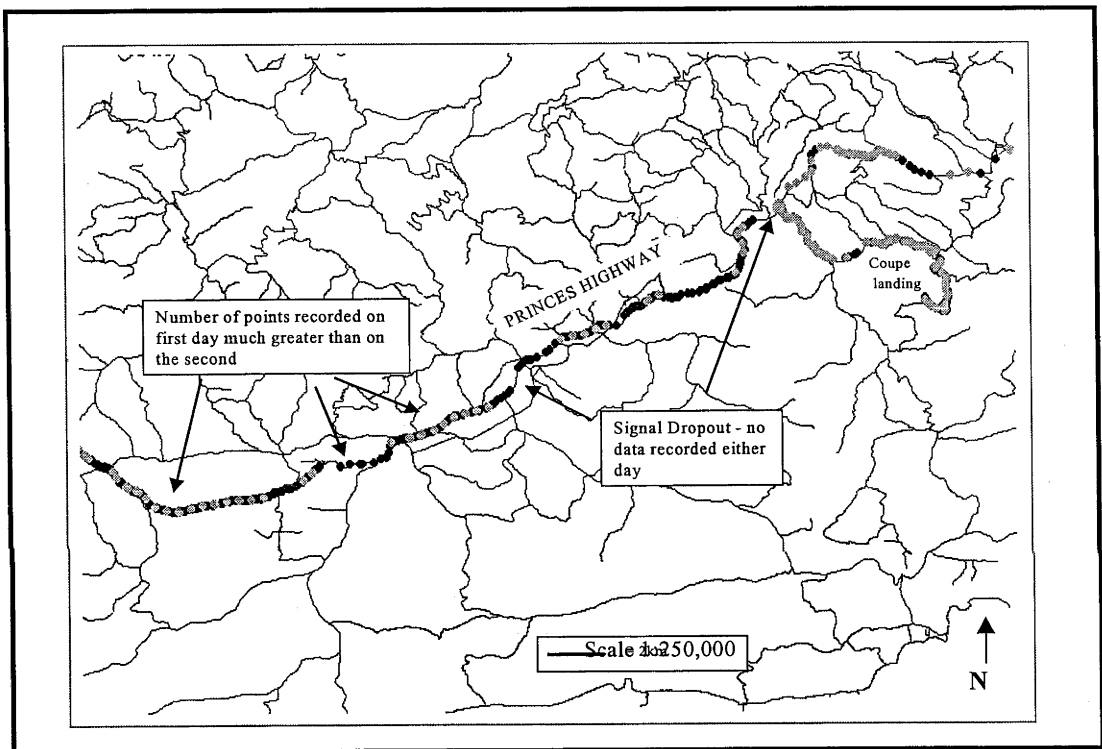 PRINCES HIGHWAY
Coupe
landing
Number of points recorded on
first day much greater than on
the second
Signal Dropout - no
data recorded either
day
Scale 1:250,000
2km
N